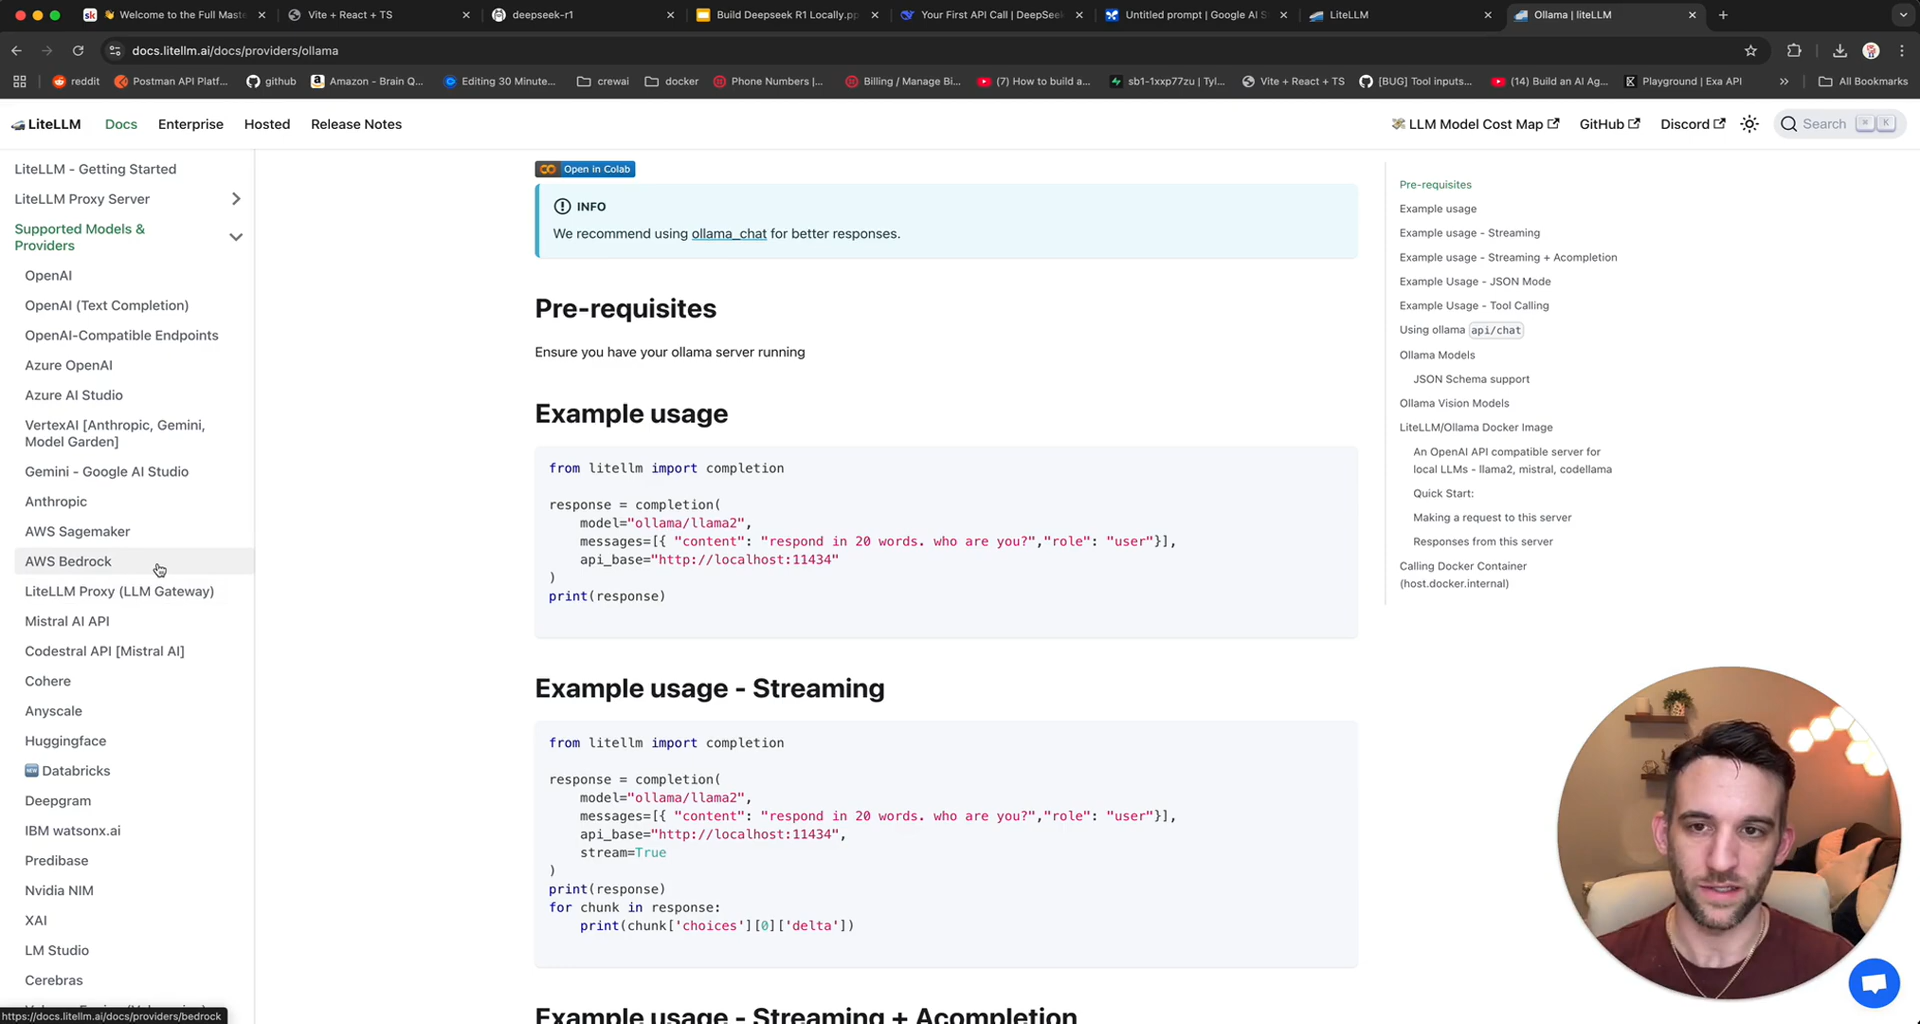 Welcome to the Full Maste
Vite + React + TS
deepseek-r1
Build Deepseek R1 Locally.pp
Your First API Call | DeepSeek
Untitled prompt | Google AI S
LiteLLM
Ollama | liteLLM
docs.litellm.ai/docs/providers/ollama
reddit
Postman API Platf...
github
Amazon - Brain Q...
Editing 30 Minute...
crewai
docker
Phone Numbers |...
Billing / Manage Bi...
(7) How to build a...
sb1-1xxp77zu | Tyl...
Vite + React + TS
[BUG] Tool inputs...
(14) Build an AI Ag...
Playground | Exa API
»
All Bookmarks
LiteLLM
Docs
Enterprise
Hosted
Release Notes
LLM Model Cost Map
GitHub
Discord
Search
⌘ K
LiteLLM - Getting Started
LiteLLM Proxy Server
Supported Models &
Providers
OpenAI
OpenAI (Text Completion)
OpenAI-Compatible Endpoints
Azure OpenAI
Azure AI Studio
VertexAI [Anthropic, Gemini,
Model Garden]
Gemini - Google AI Studio
Anthropic
AWS Sagemaker
AWS Bedrock
LiteLLM Proxy (LLM Gateway)
Mistral AI API
Codestral API [Mistral AI]
Cohere
Anyscale
Huggingface
NEW Databricks
Deepgram
IBM watsonx.ai
Predibase
Nvidia NIM
XAI
LM Studio
Cerebras
https://docs.litellm.ai/docs/providers/bedrock
Open in Colab
INFO
We recommend using ollama_chat for better responses.
Pre-requisites
Ensure you have your ollama server running
Example usage
from litellm import completion
response = completion(
model="ollama/llama2",
messages=[{ "content": "respond in 20 words. who are you?","role": "user"}],
api_base="http://localhost:11434"
)
print(response)
Example usage - Streaming
from litellm import completion
response = completion(
model="ollama/llama2",
messages=[{ "content": "respond in 20 words. who are you?","role": "user"}],
api_base="http://localhost:11434",
stream=True
)
print(response)
for chunk in response:
print(chunk['choices'][0]['delta'])
Example usage - Streaming + Acompletion
Pre-requisites
Example usage
Example usage - Streaming
Example usage - Streaming + Acompletion
Example Usage - JSON Mode
Example Usage - Tool Calling
Using ollama api/chat
Ollama Models
JSON Schema support
Ollama Vision Models
LiteLLM/Ollama Docker Image
An OpenAI API compatible server for
local LLMs - llama2, mistral, codellama
Quick Start:
Making a request to this server
Responses from this server
Calling Docker Container
(host.docker.internal)